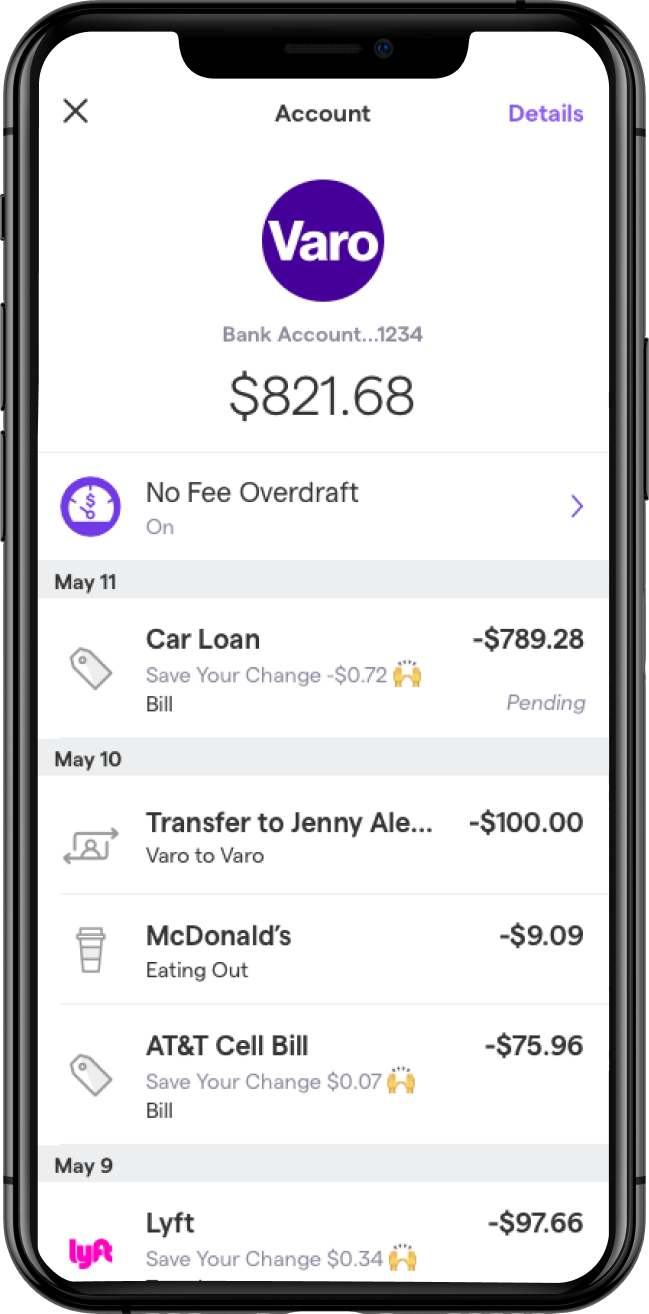 Account
Details
Varo
Bank Account...1234
$821.68
No Fee Overdraft
On
May 11
Car Loan
-$789.28
Save Your Change -$0.72 🙌
Bill
Pending
May 10
Transfer to Jenny Ale...
-$100.00
Varo to Varo
McDonald’s
-$9.09
Eating Out
AT&T Cell Bill
-$75.96
Save Your Change $0.07 🙌
Bill
May 9
Lyft
-$97.66
lyft
Save Your Change $0.34 🙌